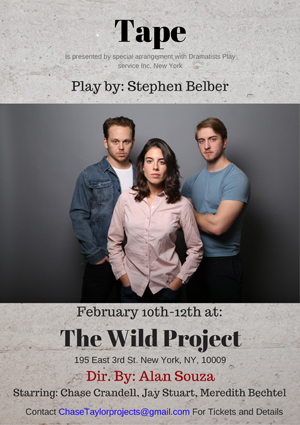 Tape
is presented by special arrangement with Dramatists Play
service Inc. New York
Play by: Stephen Belber
February 10th-12th at:
The Wild Project
195 East 3rd St. New York, NY, 10009
Dir. By: Alan Souza
Starring: Chase Crandell, Jay Stuart, Meredith Bechtel
Contact ChaseTaylorprojects@gmail.com For Tickets and Details